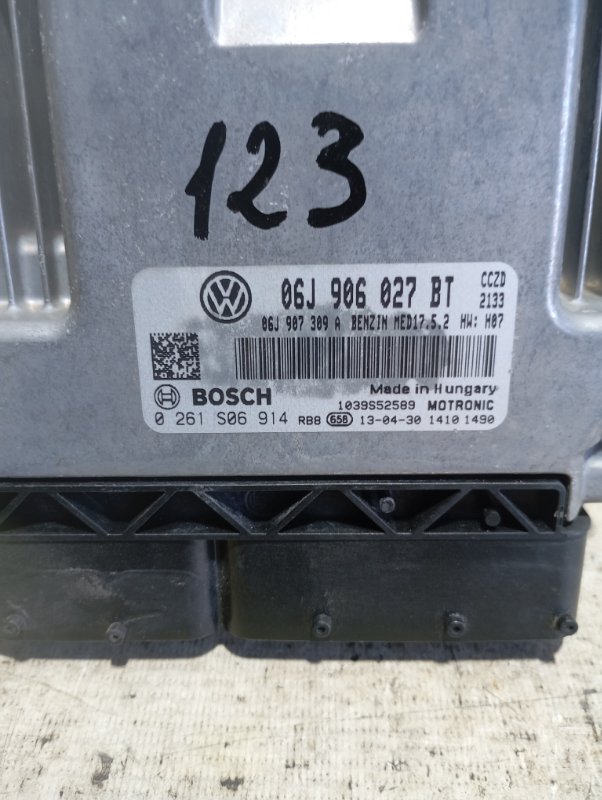 123
06J 906 027 BT CCZD
2133
06J 907 309 A BENZIN MED17.5.2 HW: H07
Made in Hungary
BOSCH
1039S52589 MOTRONIC
0 261 S06 914 RB8 658 13-04-30 1410 1490